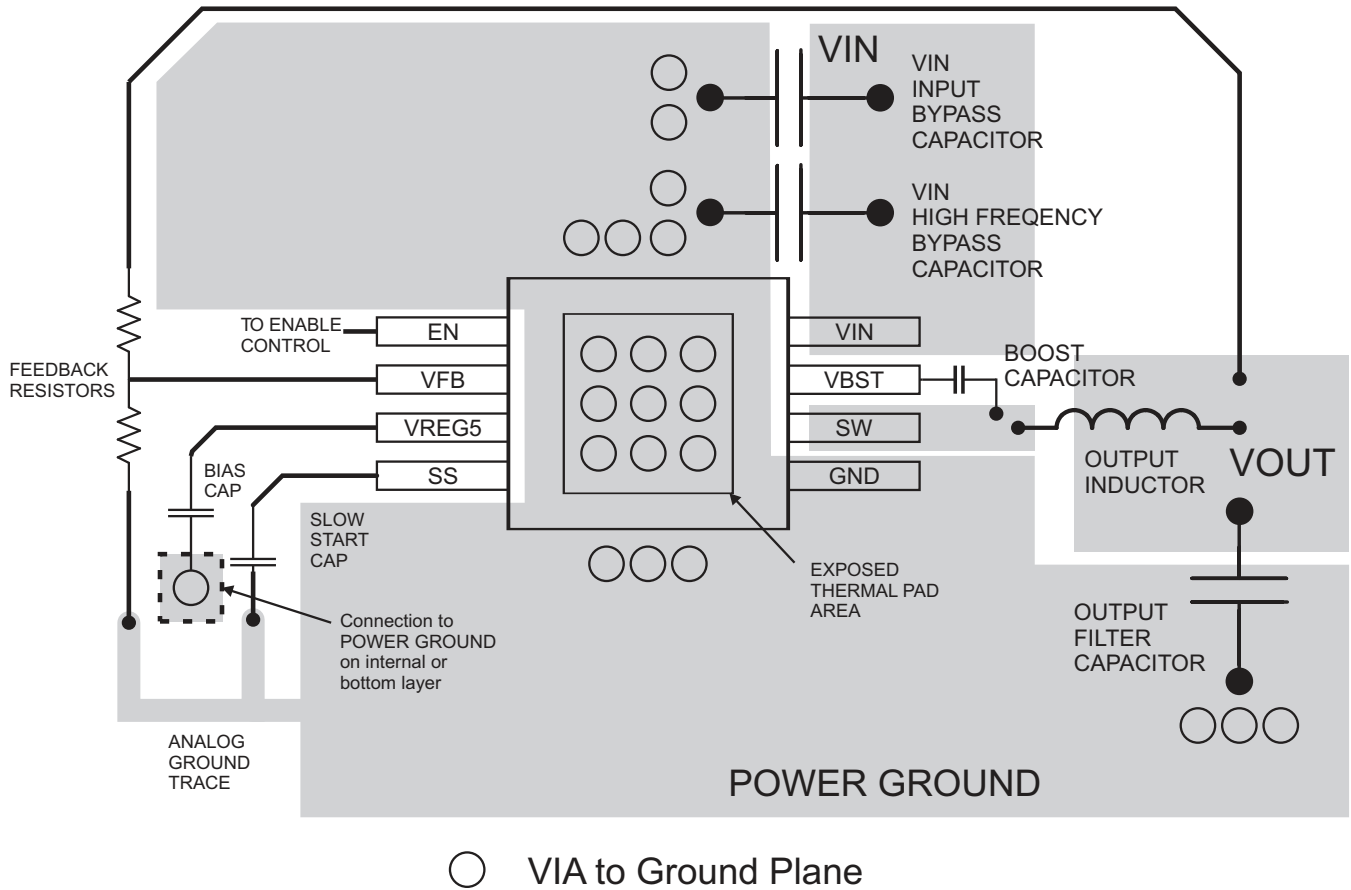 VIN
VIN
INPUT
BYPASS
CAPACITOR
VIN
HIGH FREQENCY
BYPASS
CAPACITOR
TO ENABLE
CONTROL
EN
VIN
FEEDBACK
RESISTORS
VFB
VBST
BOOST
CAPACITOR
VREG5
SW
BIAS
CAP
SS
GND
OUTPUT
INDUCTOR
VOUT
SLOW
START
CAP
EXPOSED
THERMAL PAD
AREA
Connection to
POWER GROUND
on internal or
bottom layer
OUTPUT
FILTER
CAPACITOR
ANALOG
GROUND
TRACE
POWER GROUND
VIA to Ground Plane